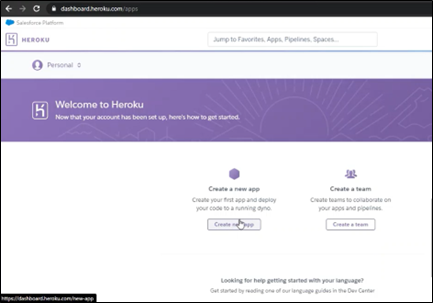 dashboard.heroku.com/apps
Salesforce Platform
HEROKU
Jump to Favorites, Apps, Pipelines, Spaces...
Personal
Welcome to Heroku
Now that your account has been set up, here's how to get started.
Create a new app
Create your first app and deploy
your code to a running dyno.
Create new app
Create a team
Create teams to collaborate on
your apps and pipelines.
Create a team
Looking for help getting started with your language?
Get started by reading one of our language guides in the Dev Center
https://dashboard.heroku.com/new-app